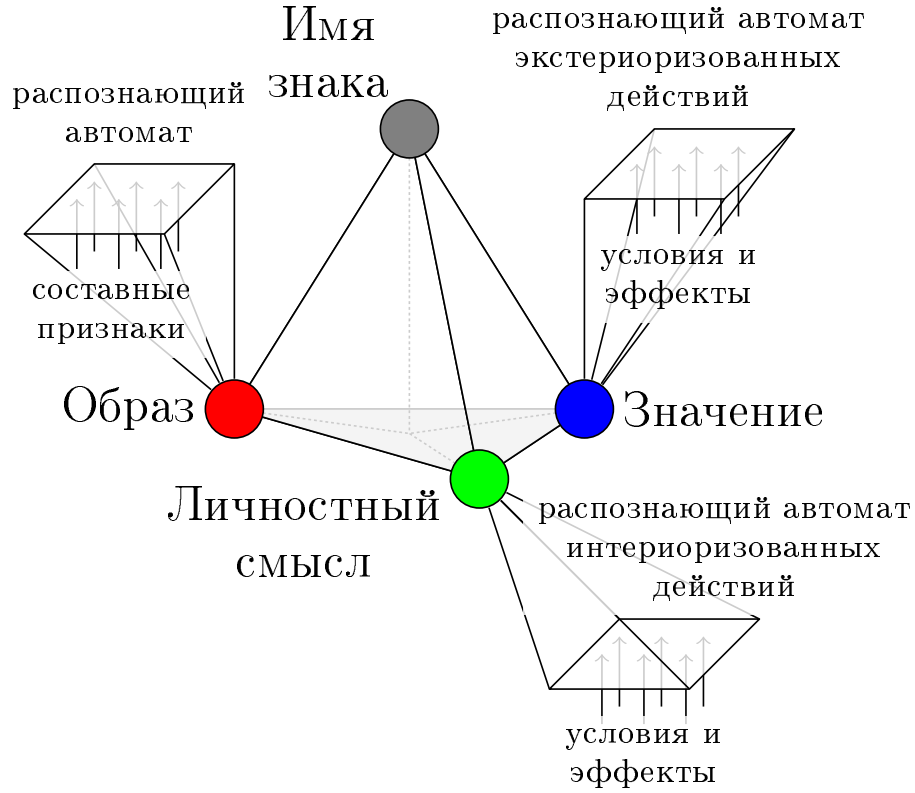 Имя
знака
распознающий автомат
экстериоризованных
действий
распознающий
автомат
условия и
эффекты
составные
признаки
Образ
Значение
Личностный
смысл
распознающий автомат
интериоризованных
действий
условия и
эффекты